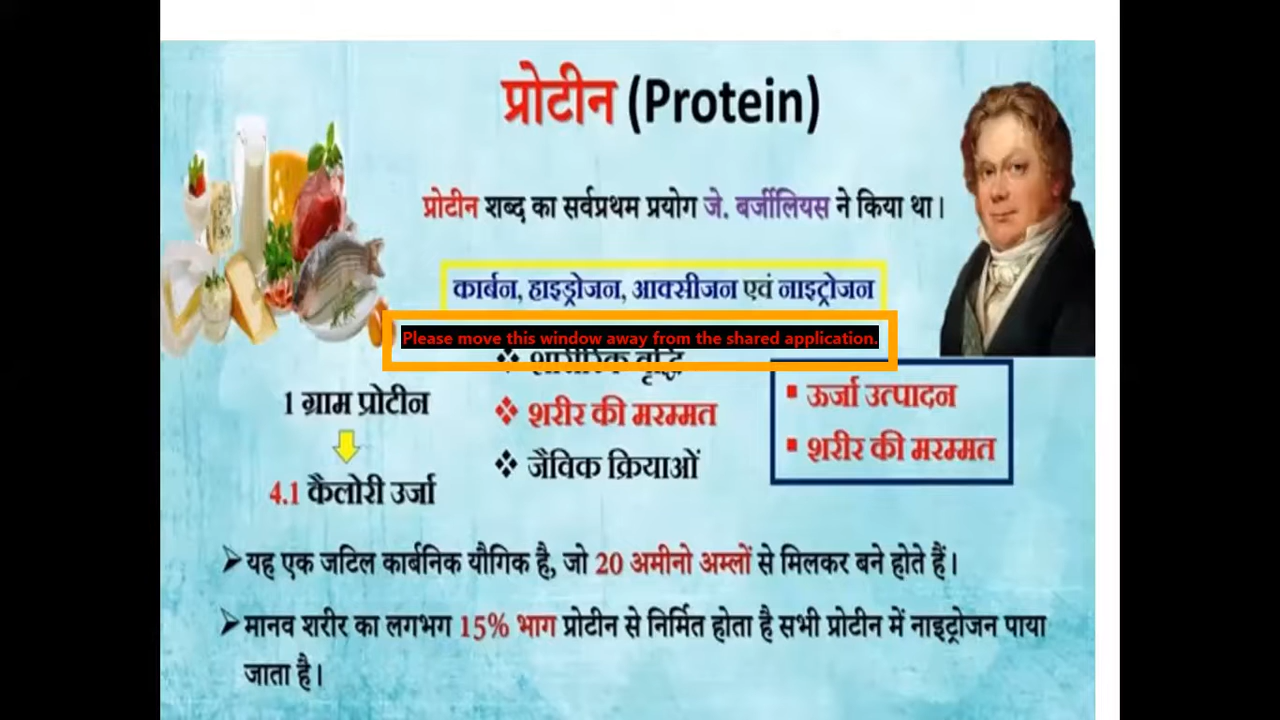 प्रोटीन (Protein)
प्रोटीन शब्द का सर्वप्रथम प्रयोग जे. बर्जीलियस ने किया था।
कार्बन, हाइड्रोजन, आक्सीजन एवं नाइट्रोजन
Please move this window away from the shared application.
❖ शारीरिक वृद्धि
1 ग्राम प्रोटीन
❖ शरीर की मरम्मत
❖ जैविक क्रियाओं
4.1 कैलोरी उर्जा
▪ ऊर्जा उत्पादन
▪ शरीर की मरम्मत
➢ यह एक जटिल कार्बनिक यौगिक है, जो 20 अमीनो अम्लों से मिलकर बने होते हैं।
➢ मानव शरीर का लगभग 15% भाग प्रोटीन से निर्मित होता है सभी प्रोटीन में नाइट्रोजन पाया
जाता है।